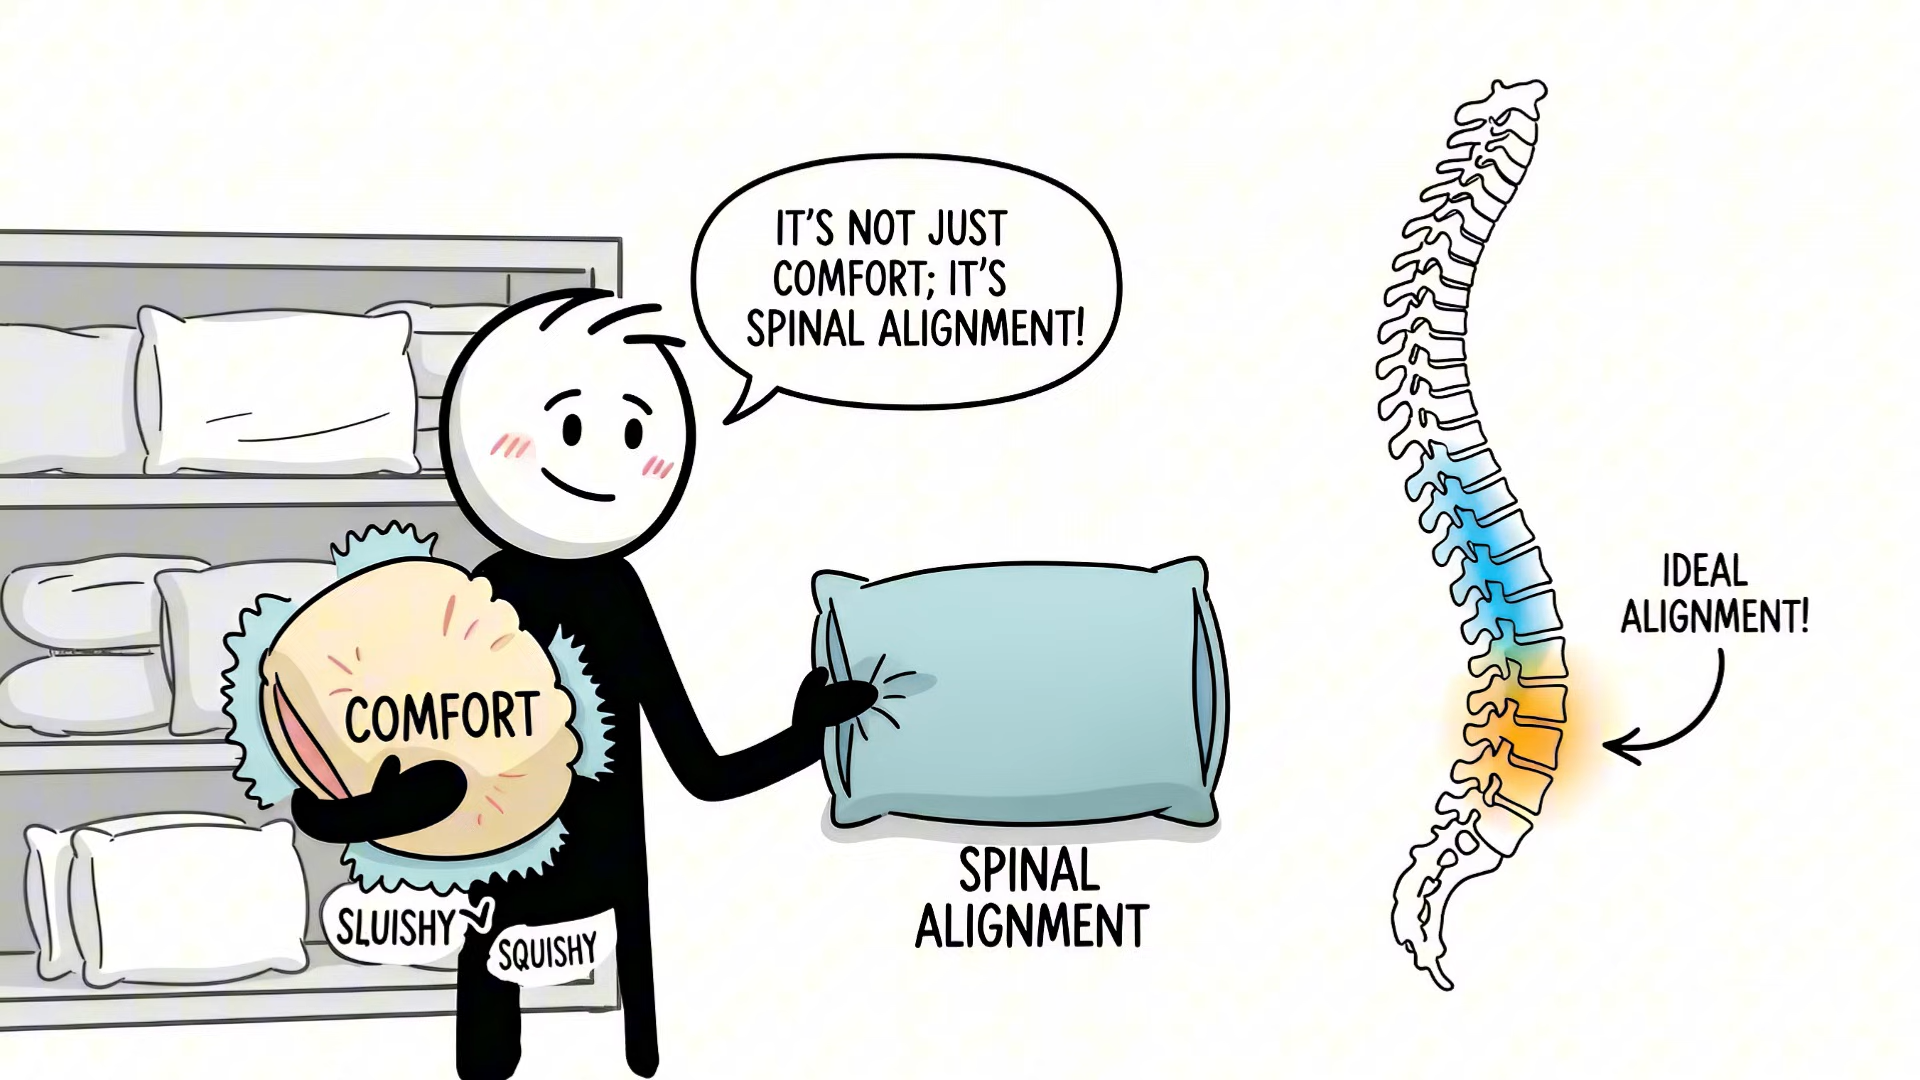 IT'S NOT JUST
COMFORT; IT'S
SPINAL ALIGNMENT!
COMFORT
SLUISHY
SQUISHY
SPINAL
ALIGNMENT
IDEAL
ALIGNMENT!